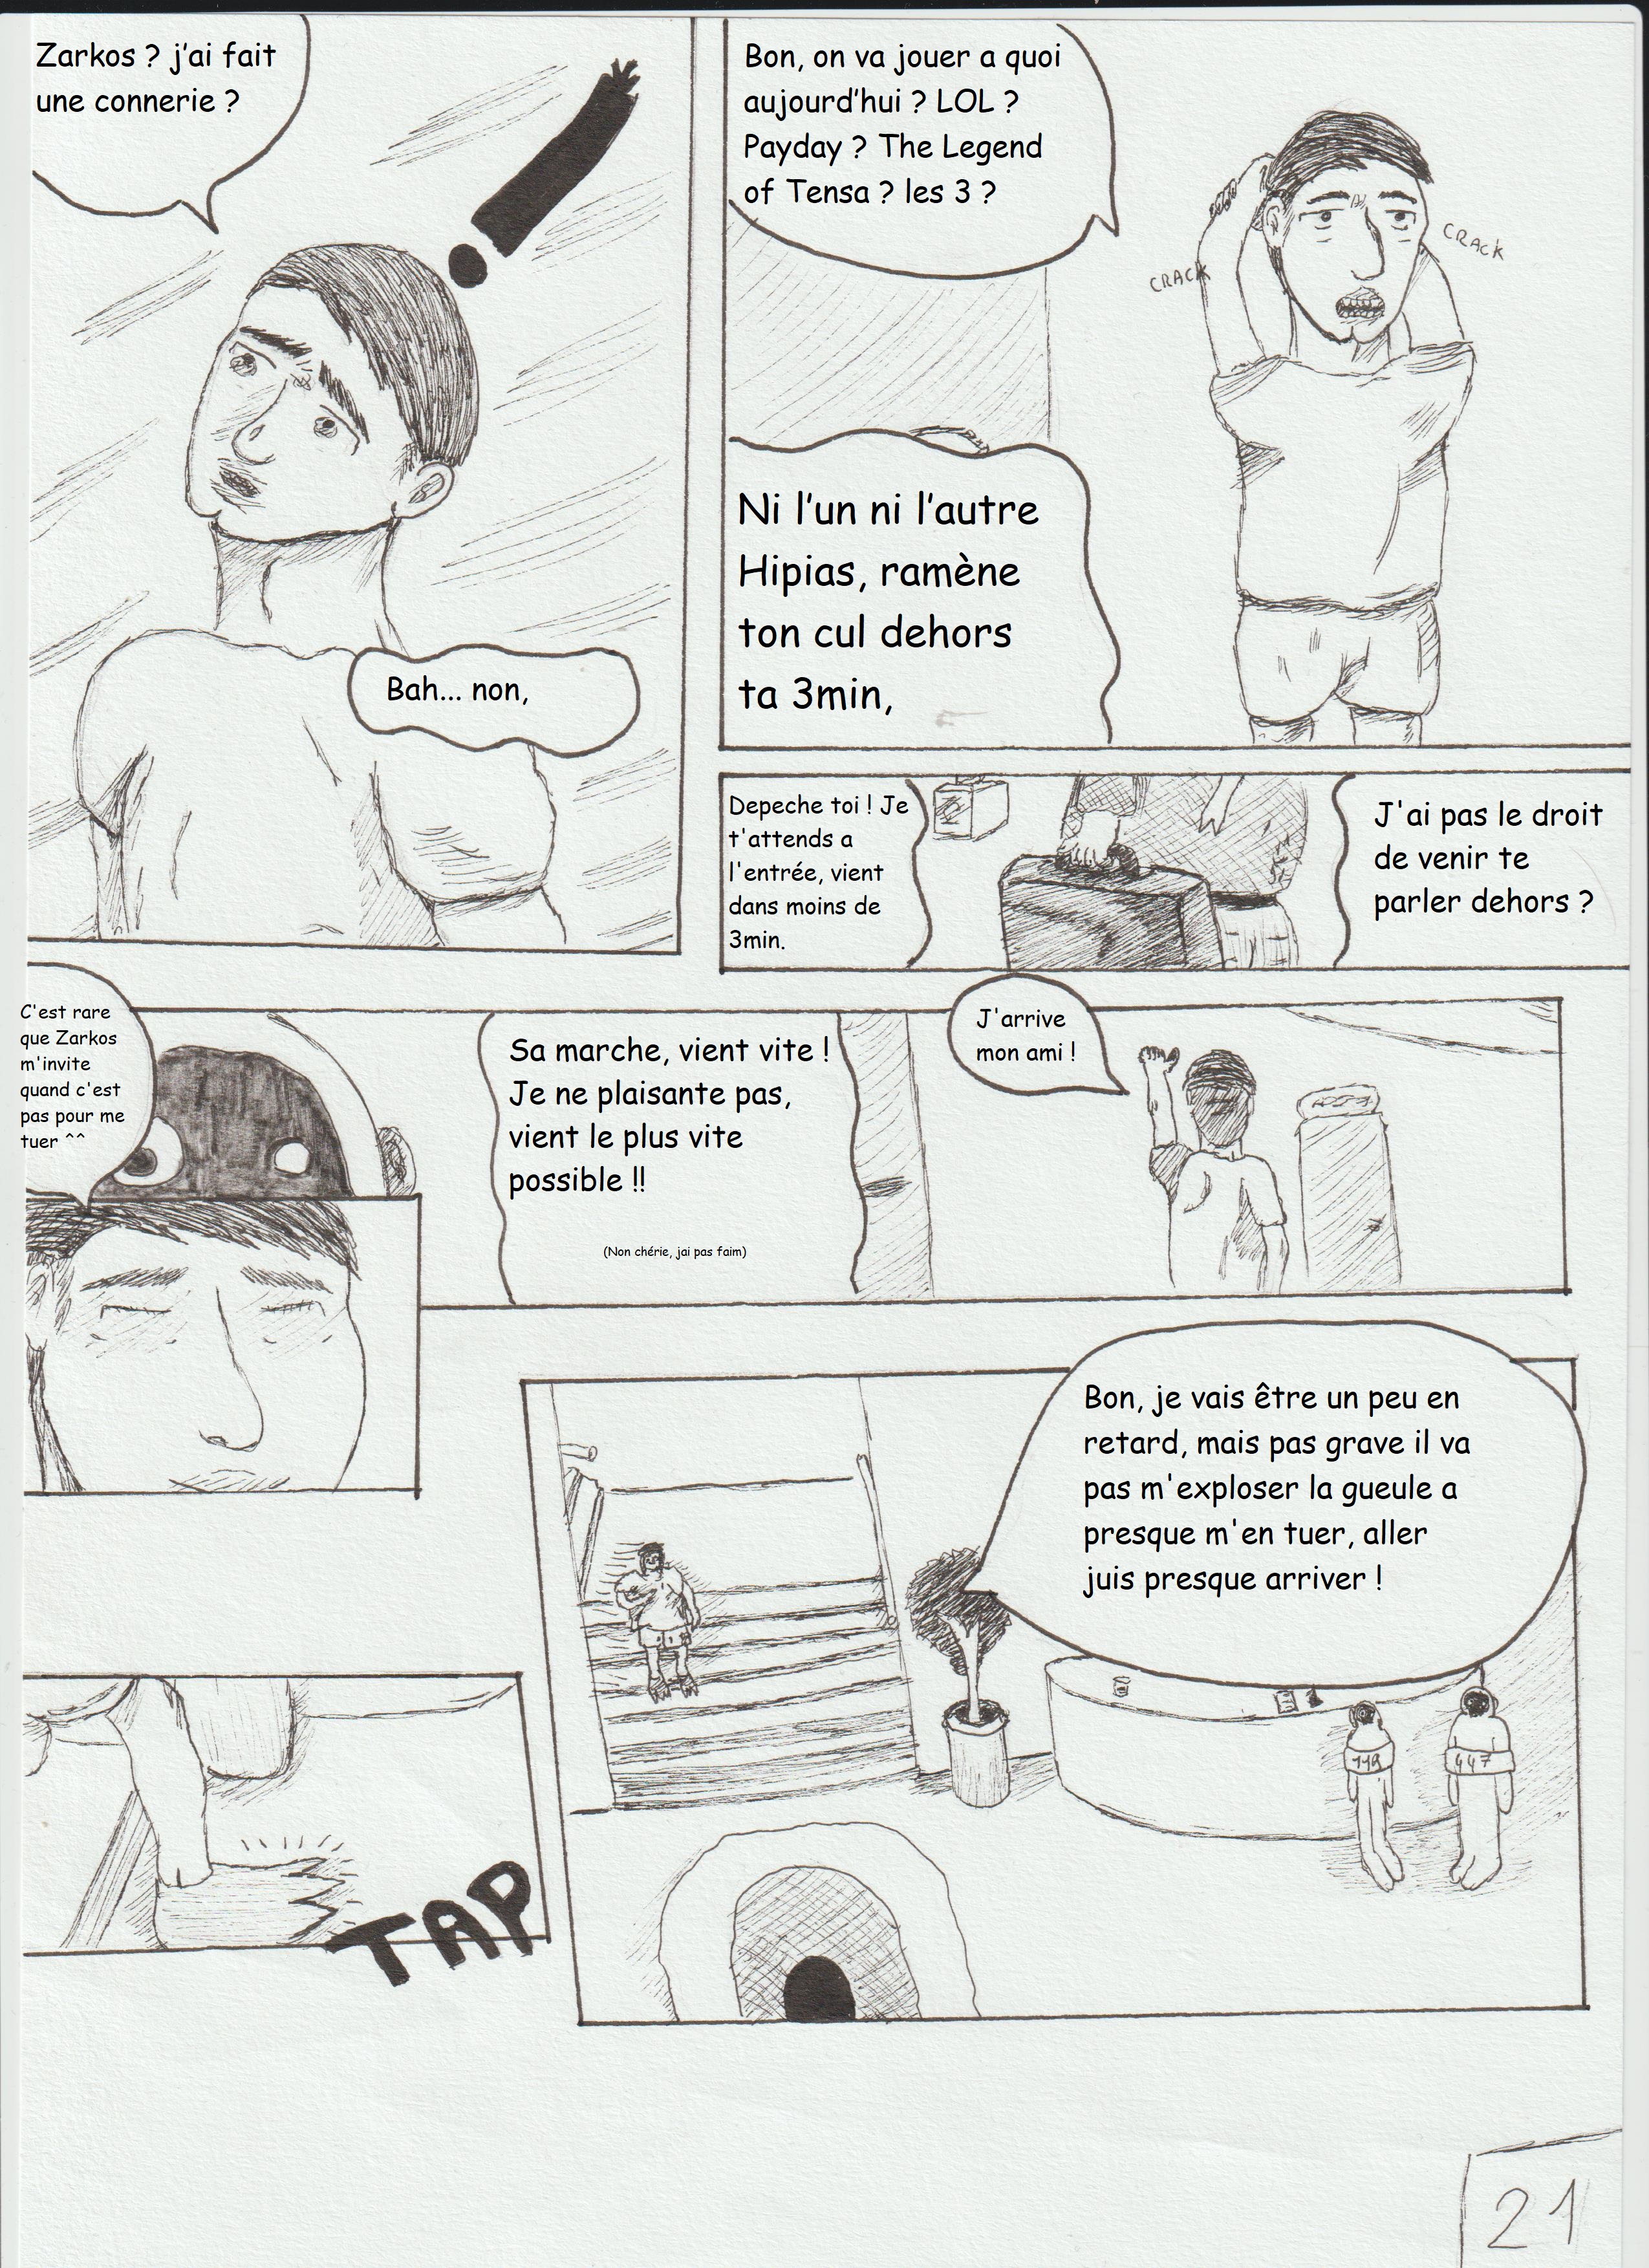 Bon, on va jouer a quoi
aujourd'hui ? LOL ?
Payday ? The Legend
of Tensa ? les 3 ?
CRACK
CRACK
Ni l'un ni l'autre
Hipias, ramène
ton cul dehors
ta 3min,
Zarkos ? j'ai fait
une connerie ?
Bah... non,
J'ai pas le droit
de venir te
parler dehors ?
Depeche toi ! Je
t'attends a
l'entrée, vient
dans moins de
3min.
J'arrive
mon ami !
Sa marche, vient vite !
Je ne plaisante pas,
vient le plus vite
possible !!
(Non chérie, jai pas faim)
C'est rare
que Zarkos
m'invite
quand c'est
pas pour me
tuer ^^
Bon, je vais être un peu en
retard, mais pas grave il va
pas m'exploser la gueule a
presque m'en tuer, aller
juis presque arriver !
447
TAP
21